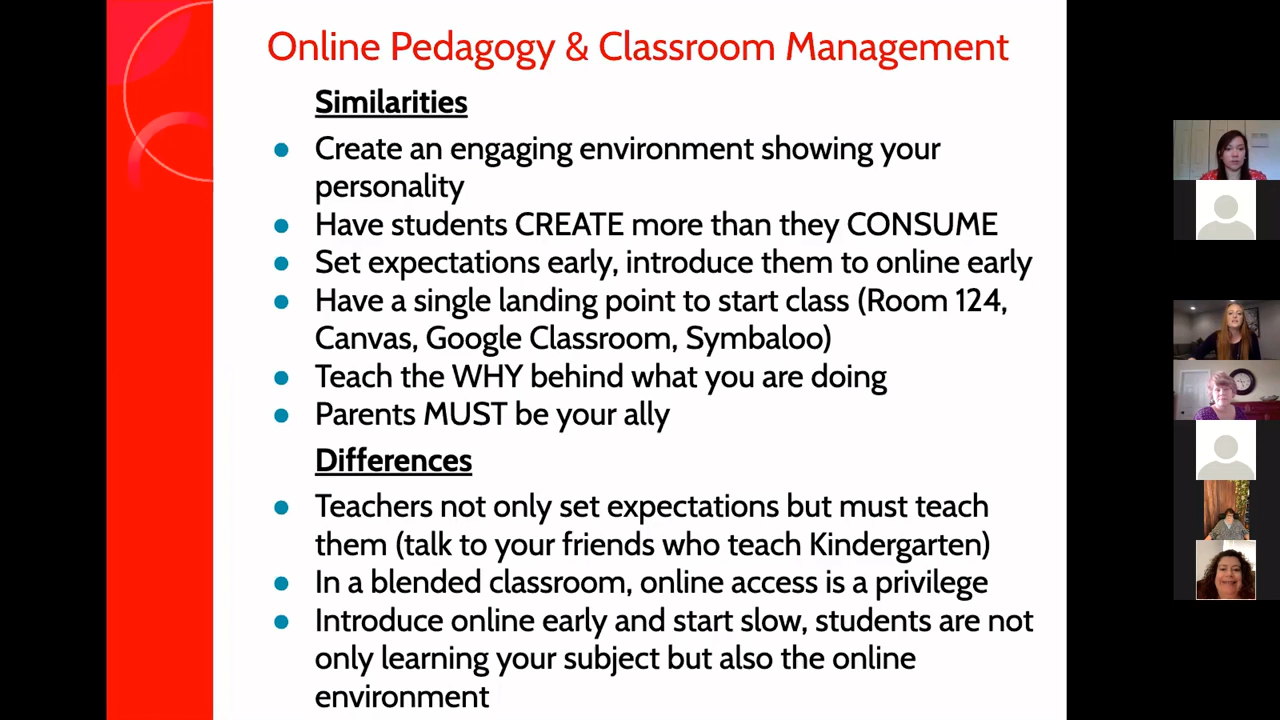 Online Pedagogy & Classroom Management
Similarities
• Create an engaging environment showing your
personality
• Have students CREATE more than they CONSUME
• Set expectations early, introduce them to online early
• Have a single landing point to start class (Room 124,
Canvas, Google Classroom, Symbaloo)
• Teach the WHY behind what you are doing
• Parents MUST be your ally
Differences
• Teachers not only set expectations but must teach
them (talk to your friends who teach Kindergarten)
• In a blended classroom, online access is a privilege
• Introduce online early and start slow, students are not
only learning your subject but also the online
environment